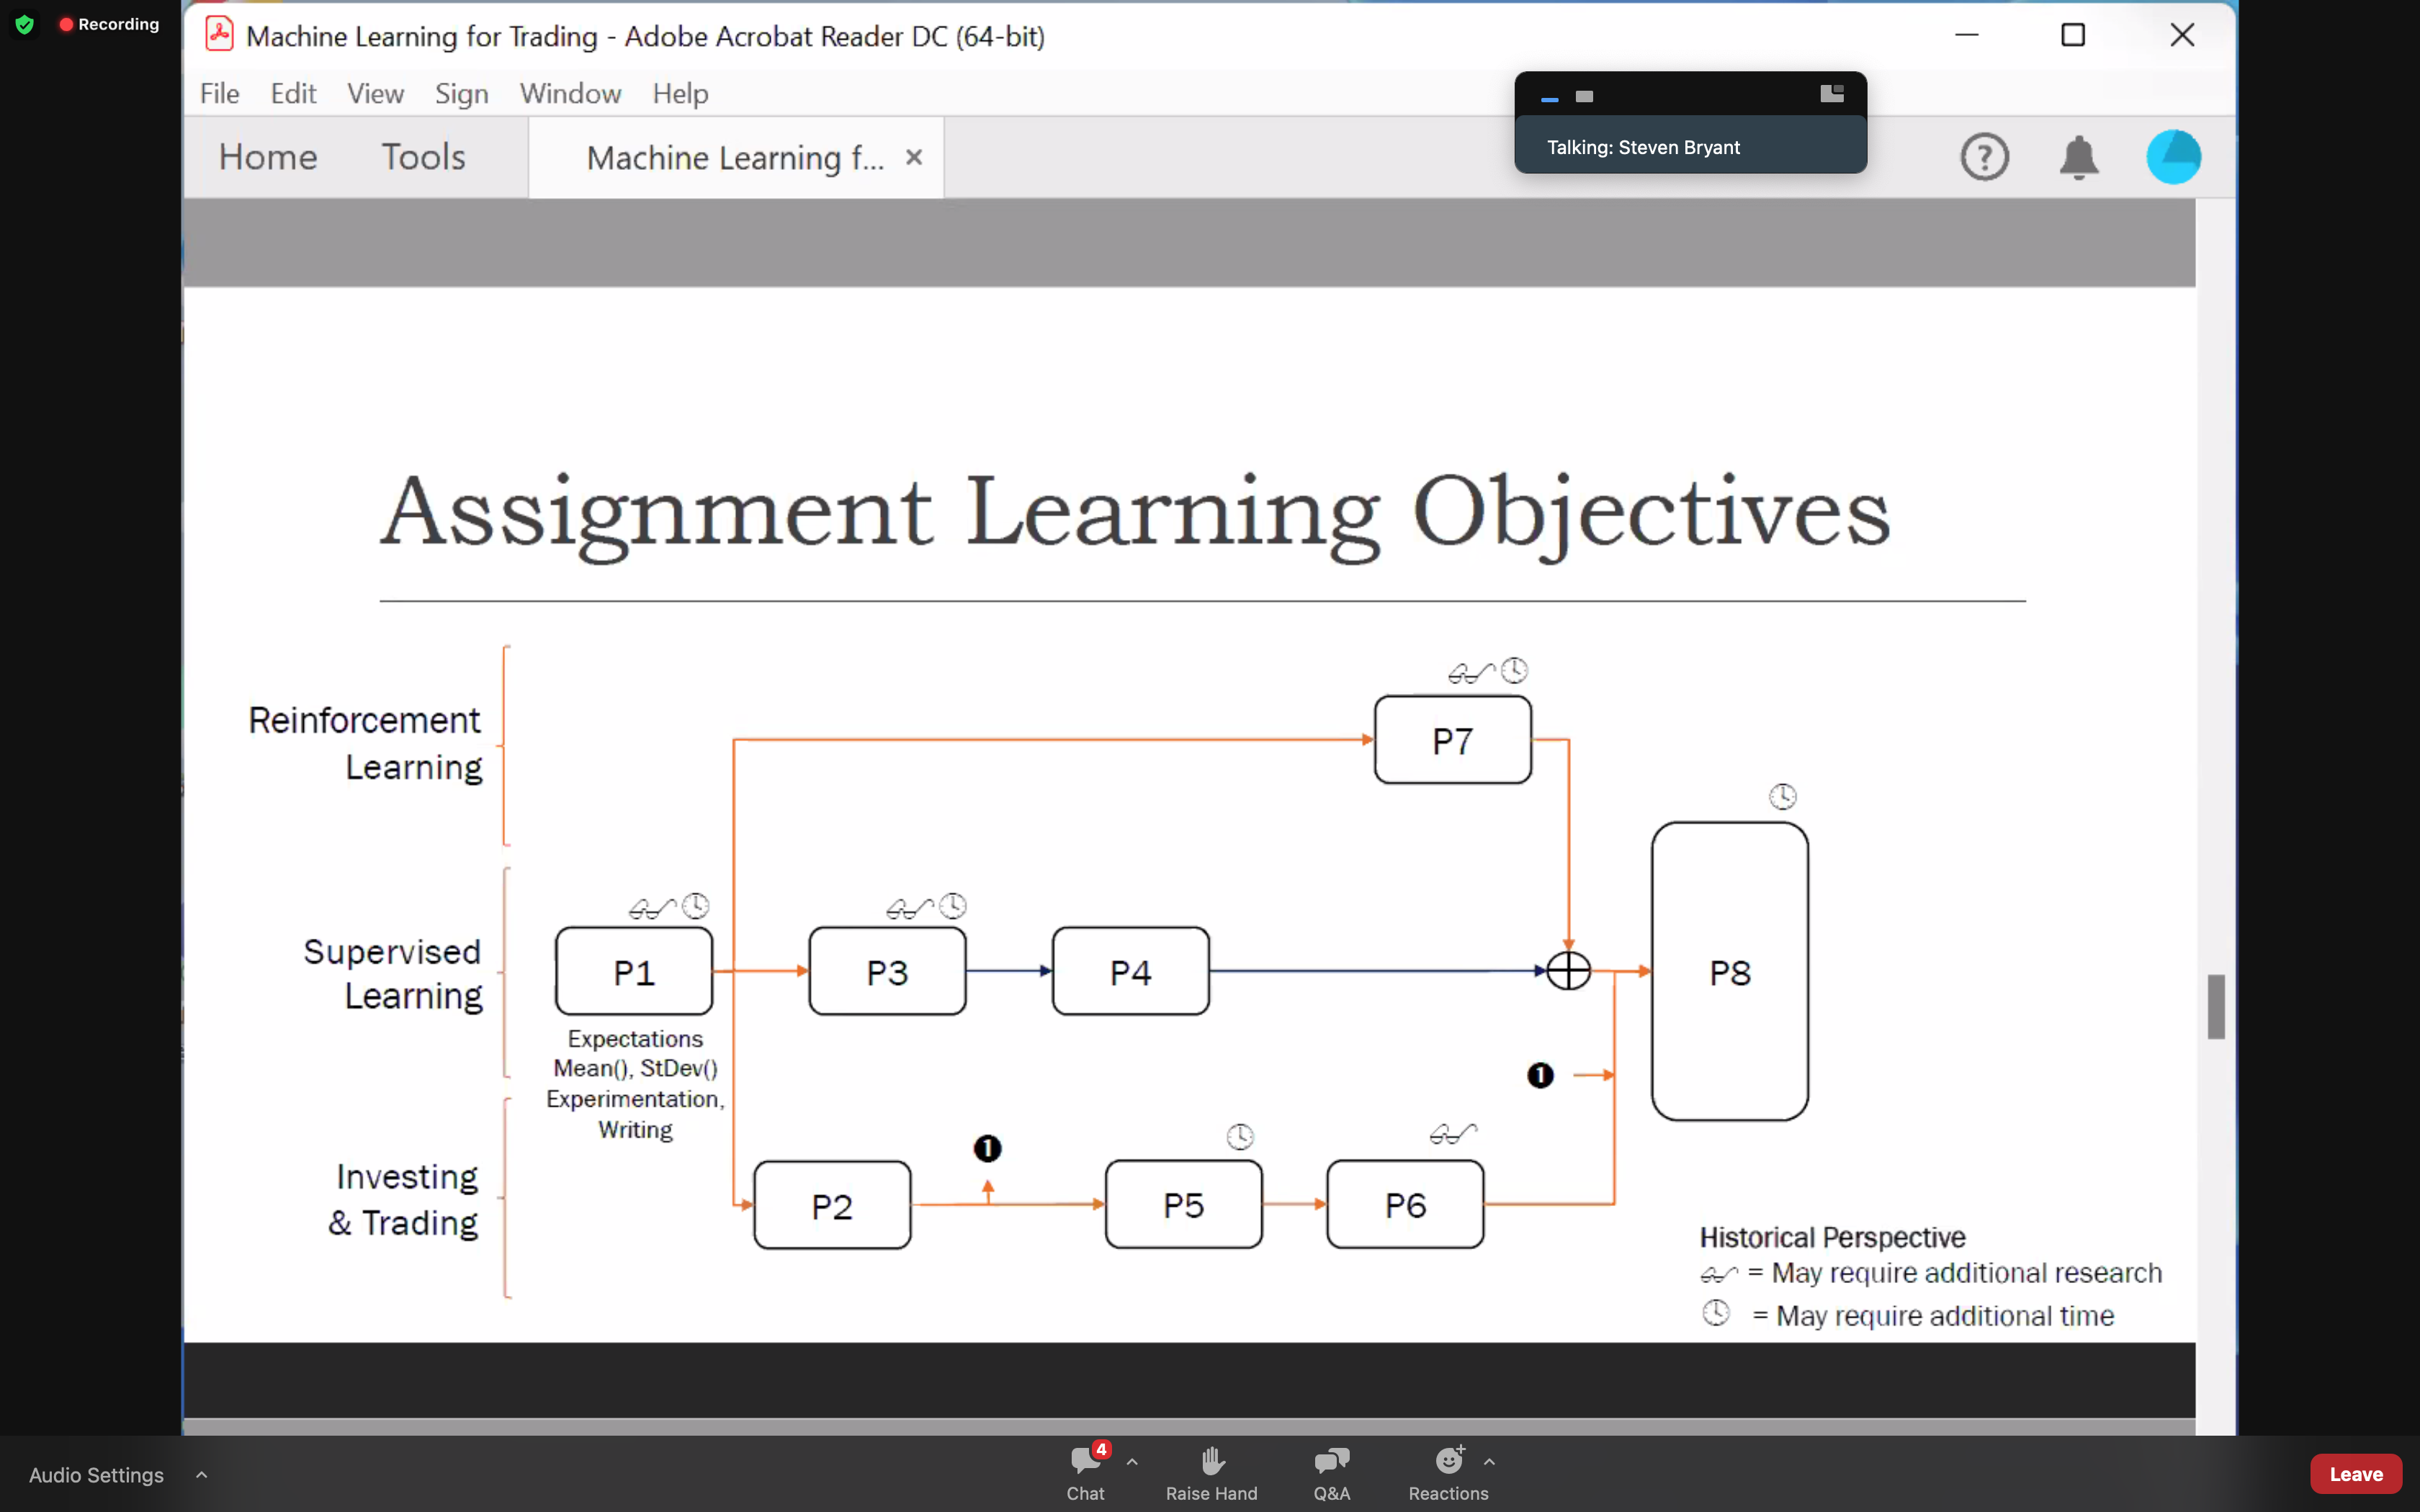 Recording
Machine Learning for Trading - Adobe Acrobat Reader DC (64-bit)
File Edit View Sign Window Help
Talking: Steven Bryant
Home Tools Machine Learning f... ×
?
Assignment Learning Objectives
Reinforcement
Learning
P7
Supervised
Learning
P1
P3
P4
P8
Expectations
Mean(), StDev()
Experimentation,
Writing
1
1
Investing
& Trading
P2
P5
P6
Historical Perspective
= May require additional research
= May require additional time
Audio Settings
4
Chat
Raise Hand
Q&A
Reactions
Leave